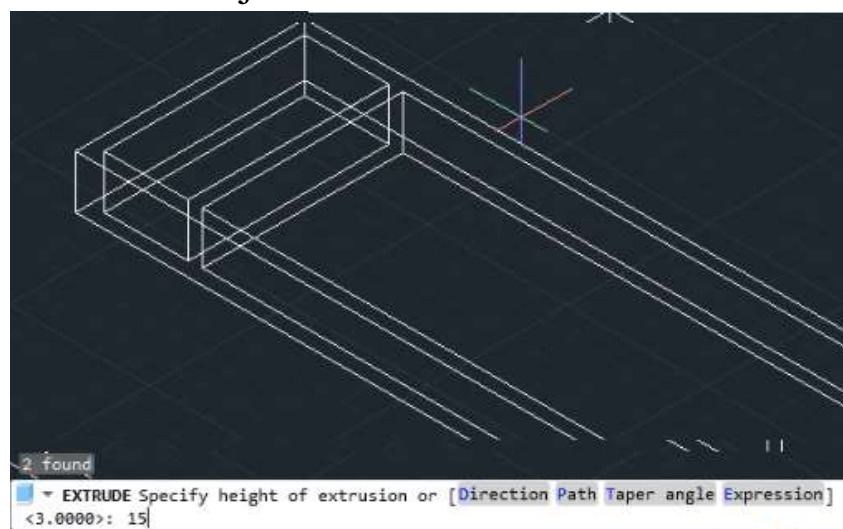 2 found
EXTRUDE Specify height of extrusion or [Direction Path Taper angle Expression]
<3.0000>: 15